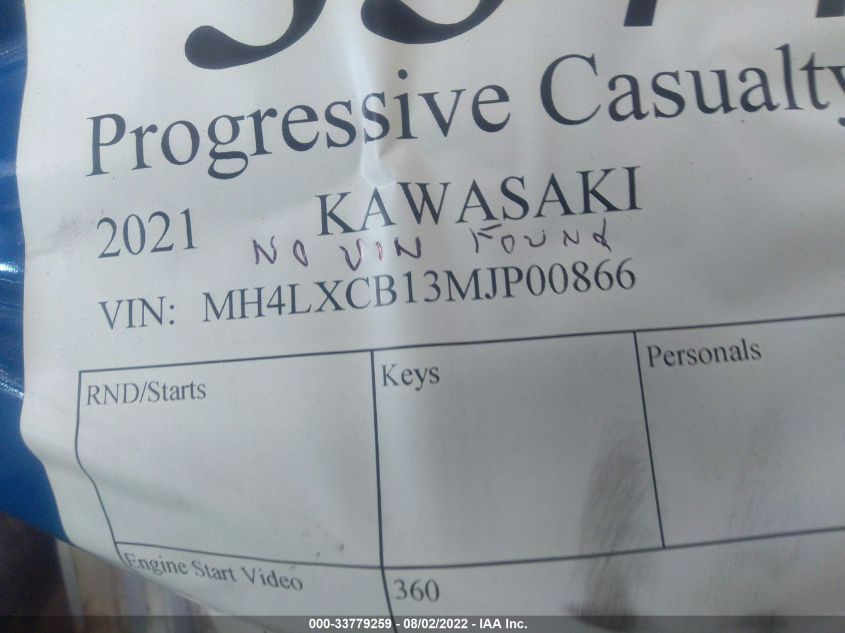 Progressive Casualty
2021 KAWASAKI
NO VIN FOUND
VIN: MH4LXCB13MJP00866
RND/Starts Keys Personals
Engine Start Video 360
000-33779259 - 08/02/2022 - IAA Inc.